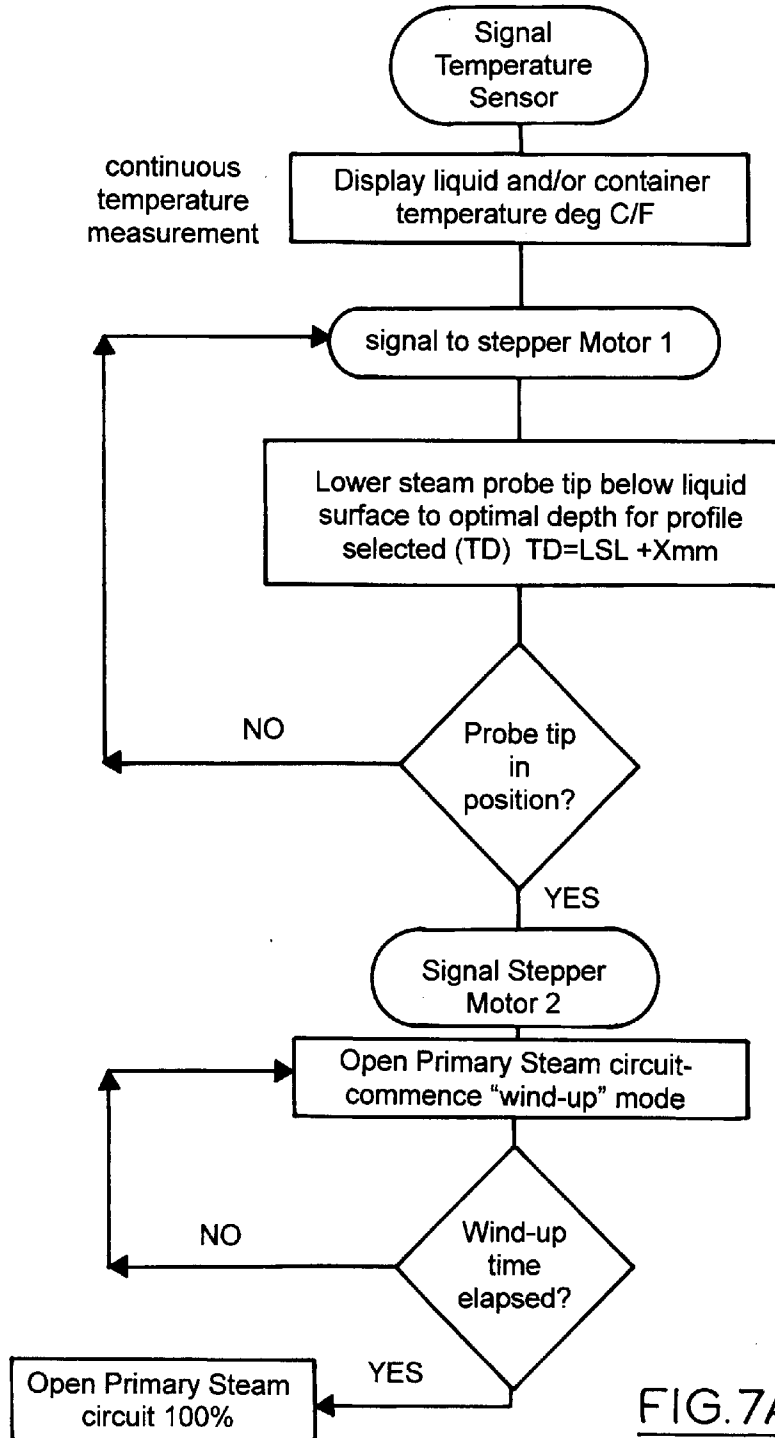 Signal
Temperature
Sensor
continuous
temperature
measurement
Display liquid and/or container
temperature deg C/F
signal to stepper Motor 1
Lower steam probe tip below liquid
surface to optimal depth for profile
selected (TD) TD=LSL +Xmm
NO
Probe tip
in
position?
YES
Signal Stepper
Motor 2
Open Primary Steam circuit-
commence “wind-up” mode
NO
Wind-up
time
elapsed?
YES
Open Primary Steam
circuit 100%
FIG.7A